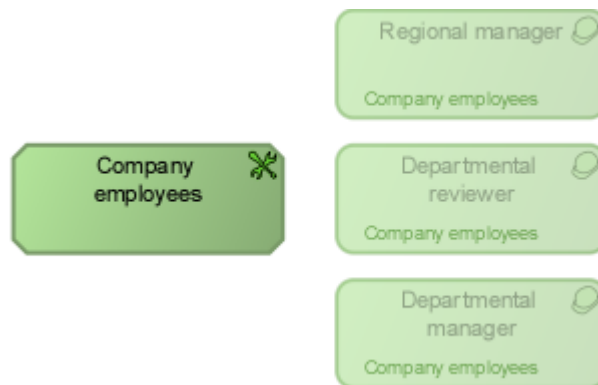 Company
employees
Regional manager
Company employees
Departmental
reviewer
Company employees
Departmental
manager
Company employees